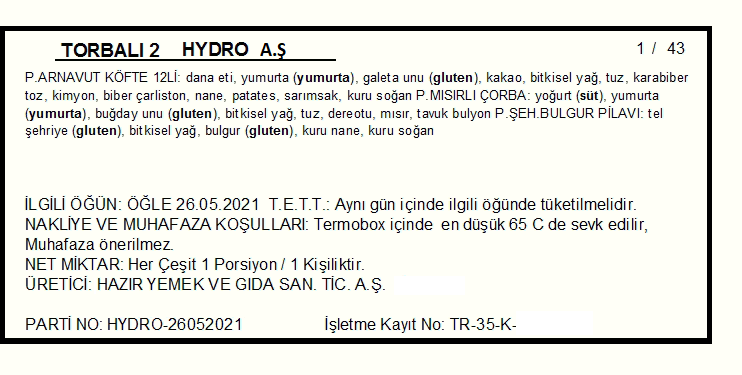 TORBALI 2 HYDRO A.Ş 1 / 43
P.ARNAVUT KÖFTE 12Lİ: dana eti, yumurta (yumurta), galeta unu (gluten), kakao, bitkisel yağ, tuz, karabiber
toz, kimyon, biber çarliston, nane, patates, sarımsak, kuru soğan P.MISIRLI ÇORBA: yoğurt (süt), yumurta
(yumurta), buğday unu (gluten), bitkisel yağ, tuz, dereotu, mısır, tavuk bulyon P.ŞEH.BULGUR PİLAVI: tel
şehriye (gluten), bitkisel yağ, bulgur (gluten), kuru nane, kuru soğan
İLGİLİ ÖĞÜN: ÖĞLE 26.05.2021 T.E.T.T.: Aynı gün içinde ilgili öğünde tüketilmelidir.
NAKLİYE VE MUHAFAZA KOŞULLARI: Termobox içinde en düşük 65 C de sevk edilir,
Muhafaza önerilmez.
NET MİKTAR: Her Çeşit 1 Porsiyon / 1 Kişiliktir.
ÜRETİCİ: HAZIR YEMEK VE GIDA SAN. TİC. A.Ş.
PARTİ NO: HYDRO-26052021 İşletme Kayıt No: TR-35-K-